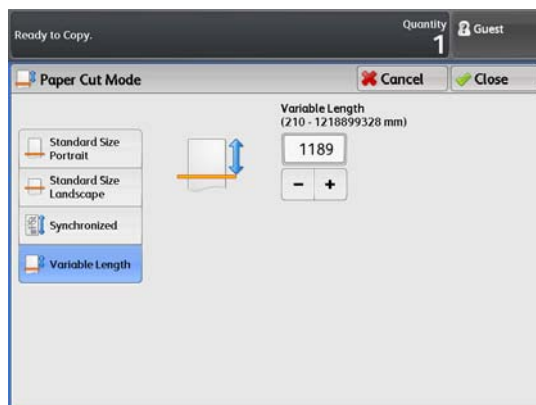 Ready to Copy.
Quantity
1
Guest
Paper Cut Mode
Cancel
Close
Variable Length
(210 - 1218899328 mm)
1189
- +
Standard Size
Portrait
Standard Size
Landscape
Synchronized
Variable Length